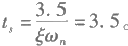 t_s = 3.5/(ξω_n) = 3.5 s